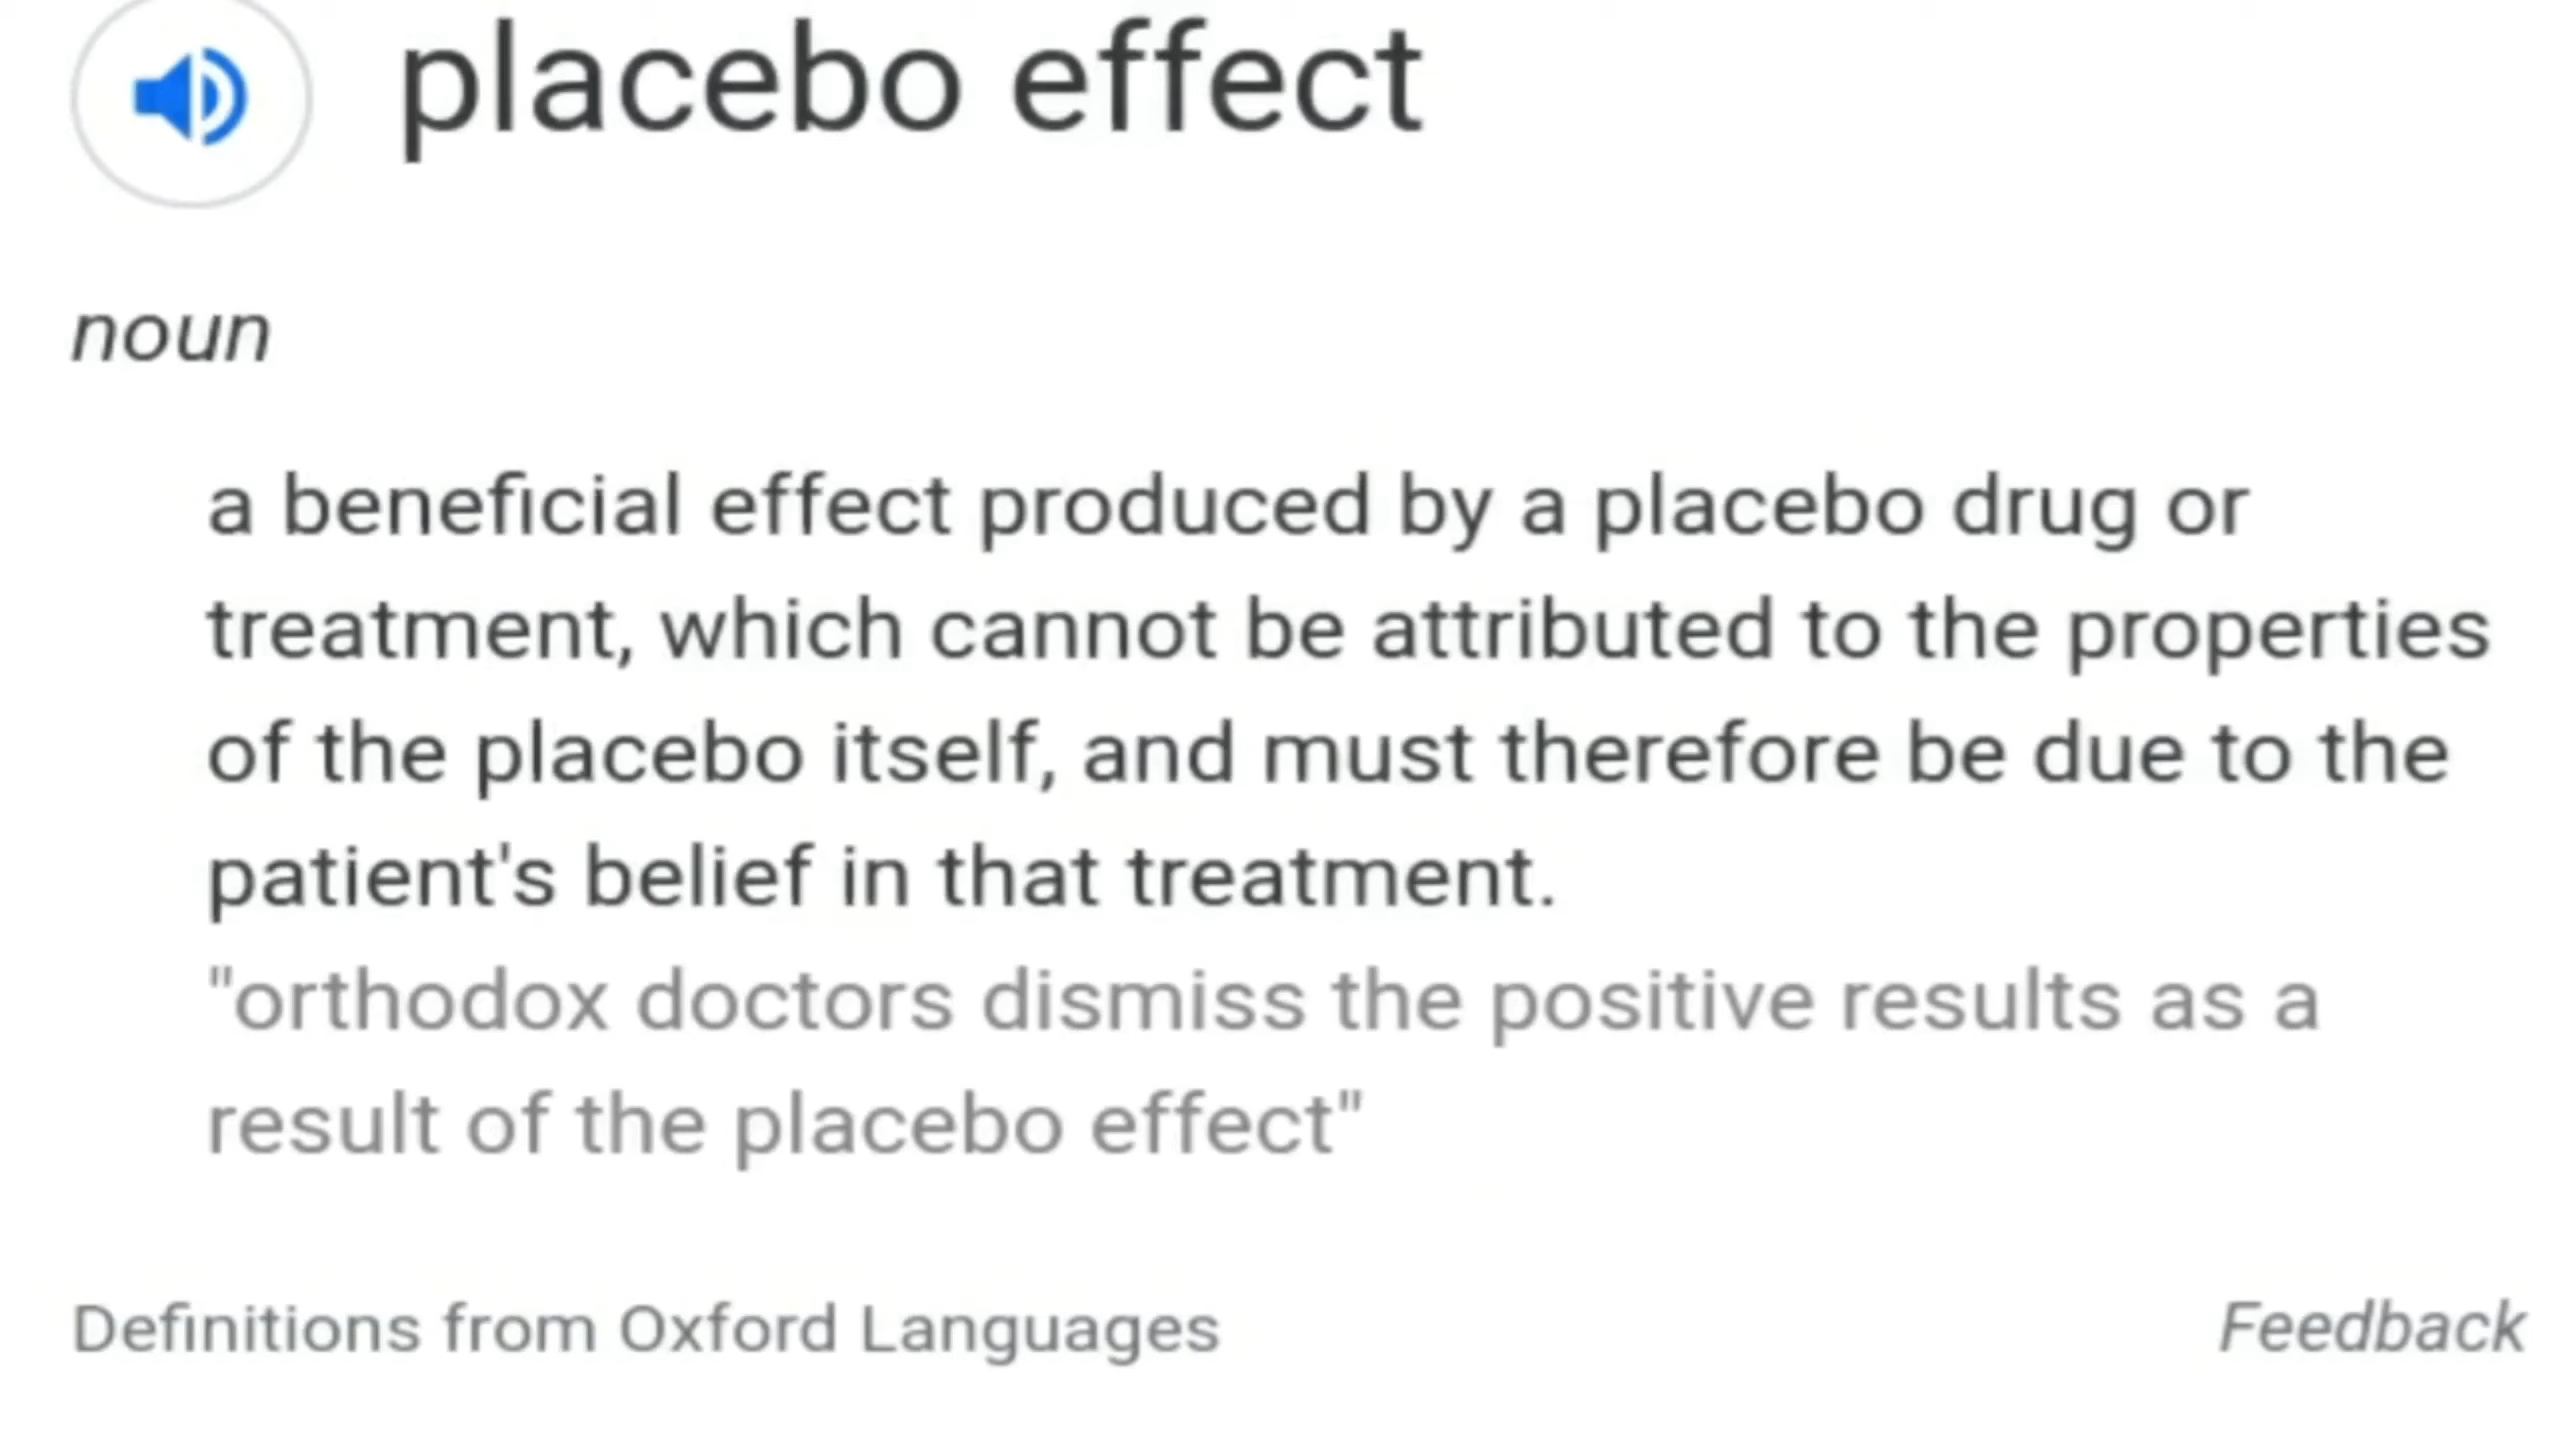 placebo effect
noun
a beneficial effect produced by a placebo drug or
treatment, which cannot be attributed to the properties
of the placebo itself, and must therefore be due to the
patient's belief in that treatment.
"orthodox doctors dismiss the positive results as a
result of the placebo effect"
Definitions from Oxford Languages
Feedback